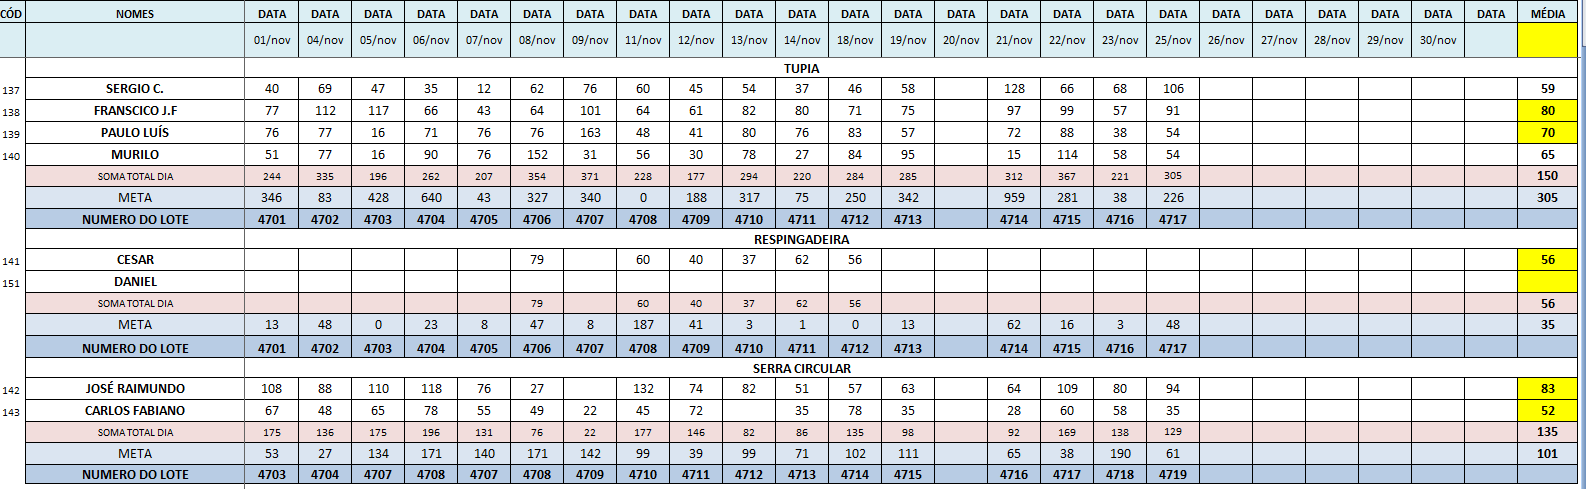 CÓD NOMES DATA DATA DATA DATA DATA DATA DATA DATA DATA DATA DATA DATA DATA DATA DATA DATA DATA DATA DATA DATA DATA DATA DATA DATA MÉDIA
01/nov 04/nov 05/nov 06/nov 07/nov 08/nov 09/nov 11/nov 12/nov 13/nov 14/nov 18/nov 19/nov 20/nov 21/nov 22/nov 23/nov 25/nov 26/nov 27/nov 28/nov 29/nov 30/nov
TUPIA
137 SERGIO C. 40 69 47 35 12 62 76 60 45 54 37 46 58 128 66 68 106 59
138 FRANSCICO J.F 77 112 117 66 43 64 101 64 61 82 80 71 75 97 99 57 91 80
139 PAULO LUÍS 76 77 16 71 76 76 163 48 41 80 76 83 57 72 88 38 54 70
140 MURILO 51 77 16 90 76 152 31 56 30 78 27 84 95 15 114 58 54 65
SOMA TOTAL DIA 244 335 196 262 207 354 371 228 177 294 220 284 285 312 367 221 305 150
META 346 83 428 640 43 327 340 0 188 317 75 250 342 959 281 38 226 305
NUMERO DO LOTE 4701 4702 4703 4704 4705 4706 4707 4708 4709 4710 4711 4712 4713 4714 4715 4716 4717
RESPINGADEIRA
141 CESAR 79 60 40 37 62 56 56
151 DANIEL
SOMA TOTAL DIA 79 60 40 37 62 56 56
META 13 48 0 23 8 47 8 187 41 3 1 0 13 62 16 3 48 35
NUMERO DO LOTE 4701 4702 4703 4704 4705 4706 4707 4708 4709 4710 4711 4712 4713 4714 4715 4716 4717
SERRA CIRCULAR
142 JOSÉ RAIMUNDO 108 88 110 118 76 27 132 74 82 51 57 63 64 109 80 94 83
143 CARLOS FABIANO 67 48 65 78 55 49 22 45 72 35 78 35 28 60 58 35 52
SOMA TOTAL DIA 175 136 175 196 131 76 22 177 146 82 86 135 98 92 169 138 129 135
META 53 27 134 171 140 171 142 99 39 99 71 102 111 65 38 190 61 101
NUMERO DO LOTE 4703 4704 4707 4708 4707 4708 4709 4710 4711 4712 4713 4714 4715 4716 4717 4718 4719